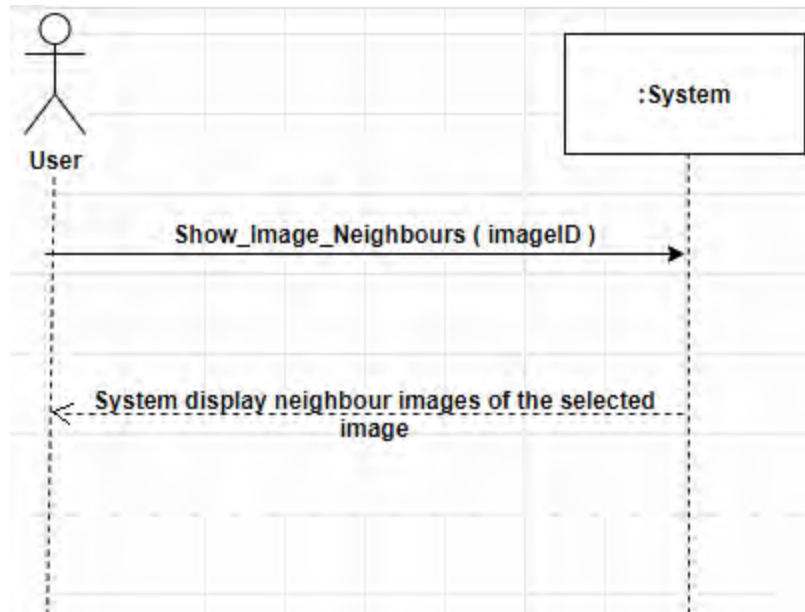 :System
User
Show_Image_Neighbours ( imageID )
System display neighbour images of the selected
image